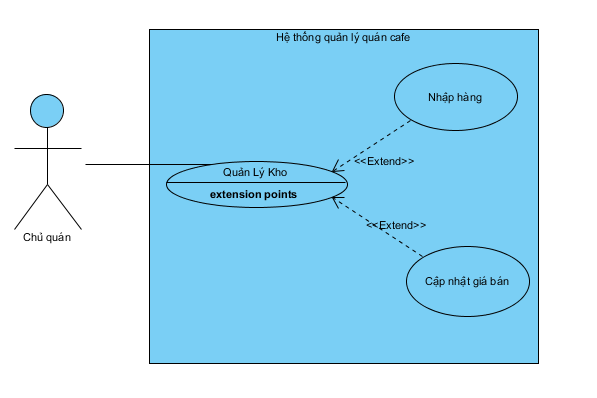 Hệ thống quản lý quán cafe
Nhập hàng
<<Extend>>
Quản Lý Kho
extension points
<<Extend>>
Chủ quán
Cập nhật giá bán